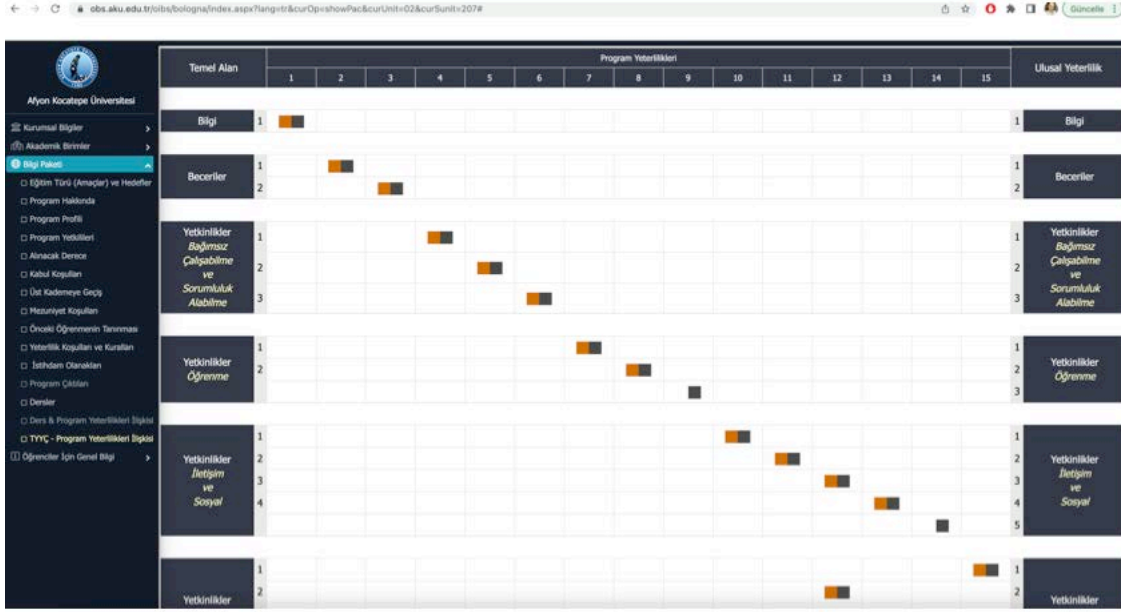 obs.aku.edu.tr/oibs/bologna/index.aspx?lang=tr&curOp=showPac&curUnit=02&curSunit=207#
Güncelle
Afyon Kocatepe Üniversitesi
Kurumsal Bilgiler
Akademik Birimler
Bilgi Paketi
Eğitim Türü (Amaçlar) ve Hedefler
Program Hakkında
Program Profili
Program Yetkilileri
Alınacak Derece
Kabul Koşulları
Üst Kademeye Geçiş
Mezuniyet Koşulları
Önceki Öğrenmenin Tanınması
Yeterlilik Koşulları ve Kuralları
İstihdam Olanakları
Program Çıktıları
Dersler
Ders & Program Yeterlilikleri İlişkisi
TYYÇ - Program Yeterlilikleri İlişkisi
Öğrenciler İçin Genel Bilgi
Temel Alan
Program Yeterlilikleri
Ulusal Yeterlilik
1 2 3 4 5 6 7 8 9 10 11 12 13 14 15
Bilgi 1 1 Bilgi
Beceriler
1 1
2 2
Beceriler
Yetkinlikler
Bağımsız
Çalışabilme
ve
Sorumluluk
Alabilme
1 1
2 2
3 3
Yetkinlikler
Bağımsız
Çalışabilme
ve
Sorumluluk
Alabilme
Yetkinlikler
Öğrenme
1 1
2 2
3
Yetkinlikler
Öğrenme
Yetkinlikler
İletişim
ve
Sosyal
1 1
2 2
3 3
4 4
5
Yetkinlikler
İletişim
ve
Sosyal
Yetkinlikler
1 1
2 2
Yetkinlikler